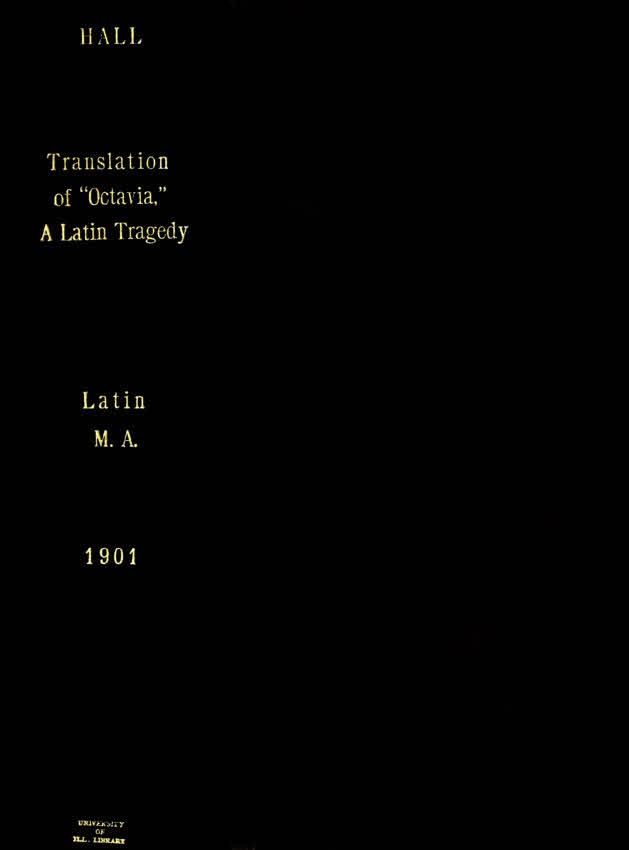 HALL
Translation
of “Octavia,”
A Latin Tragedy
Latin
M. A.
1901
UNIVERSITY
OF
ILL. LIBRARY